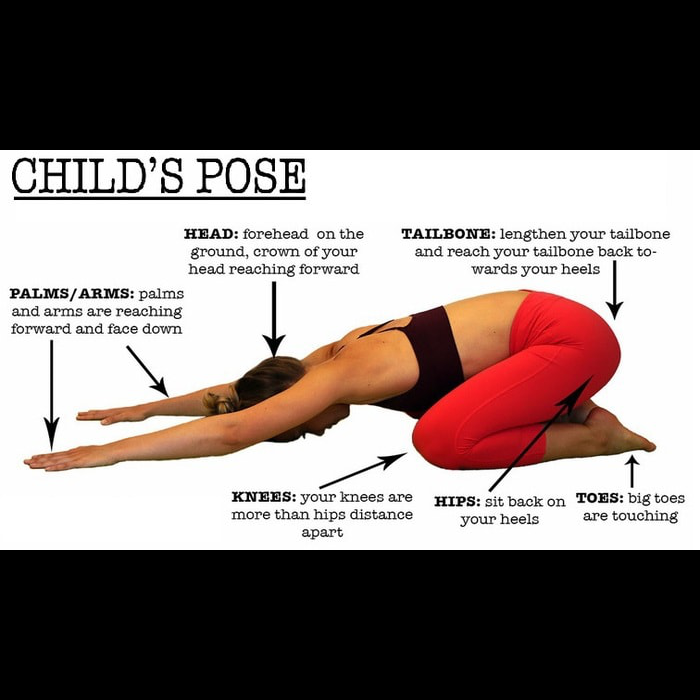 CHILD'S POSE
HEAD: forehead on the
ground, crown of your
head reaching forward
TAILBONE: lengthen your tailbone
and reach your tailbone back to-
wards your heels
PALMS/ARMS: palms
and arms are reaching
forward and face down
KNEES: your knees are
more than hips distance
apart
HIPS: sit back on
your heels
TOES: big toes
are touching